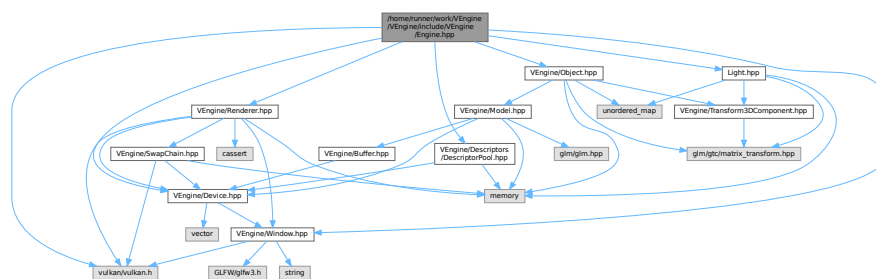 /home/runner/work/VEngine
/VEngine/include/VEngine
/Engine.hpp
VEngine/Object.hpp
Light.hpp
VEngine/Renderer.hpp
VEngine/Model.hpp
unordered_map
VEngine/Transform3DComponent.hpp
VEngine/SwapChain.hpp
cassert
VEngine/Buffer.hpp
VEngine/Descriptors
/DescriptorPool.hpp
glm/glm.hpp
glm/gtc/matrix_transform.hpp
VEngine/Device.hpp
memory
vector
VEngine/Window.hpp
vulkan/vulkan.h
GLFW/glfw3.h
string